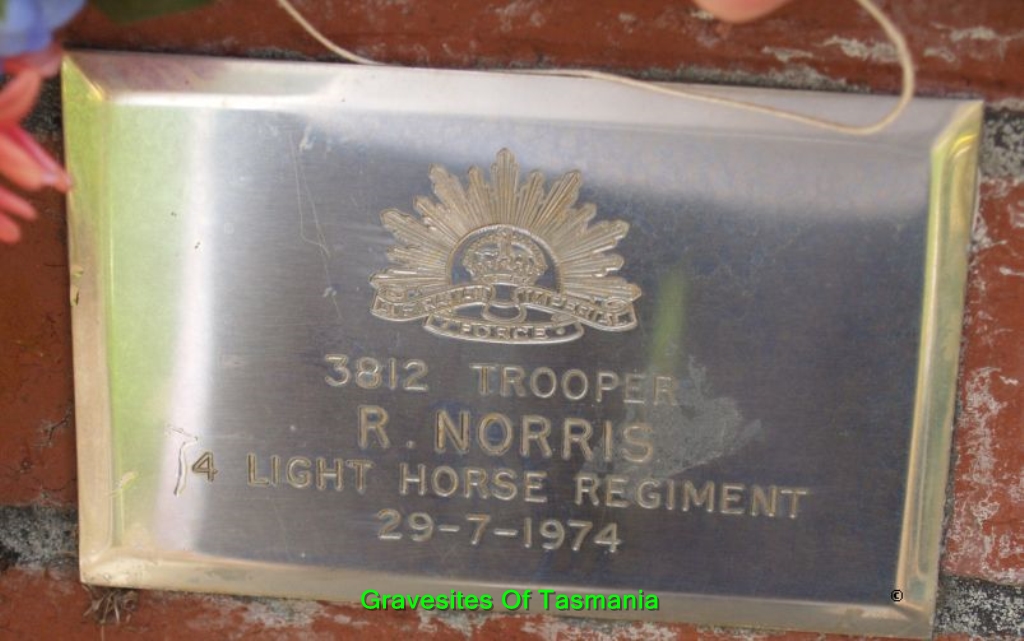 AUSTRALIAN IMPERIAL
FORCE
3812 TROOPER
R. NORRIS
4 LIGHT HORSE REGIMENT
29-7-1974
Gravesites Of Tasmania
©